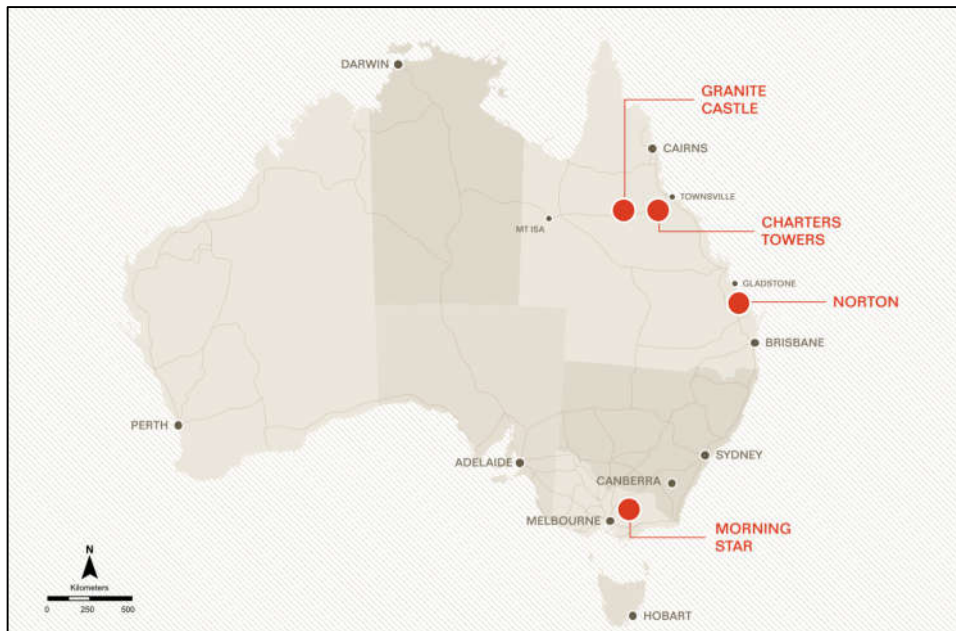 DARWIN
GRANITE
CASTLE
CAIRNS
TOWNSVILLE
MT ISA
CHARTERS
TOWERS
GLADSTONE
NORTON
BRISBANE
PERTH
ADELAIDE
SYDNEY
CANBERRA
MELBOURNE
MORNING
STAR
N
Kilometers
0 250 500
HOBART